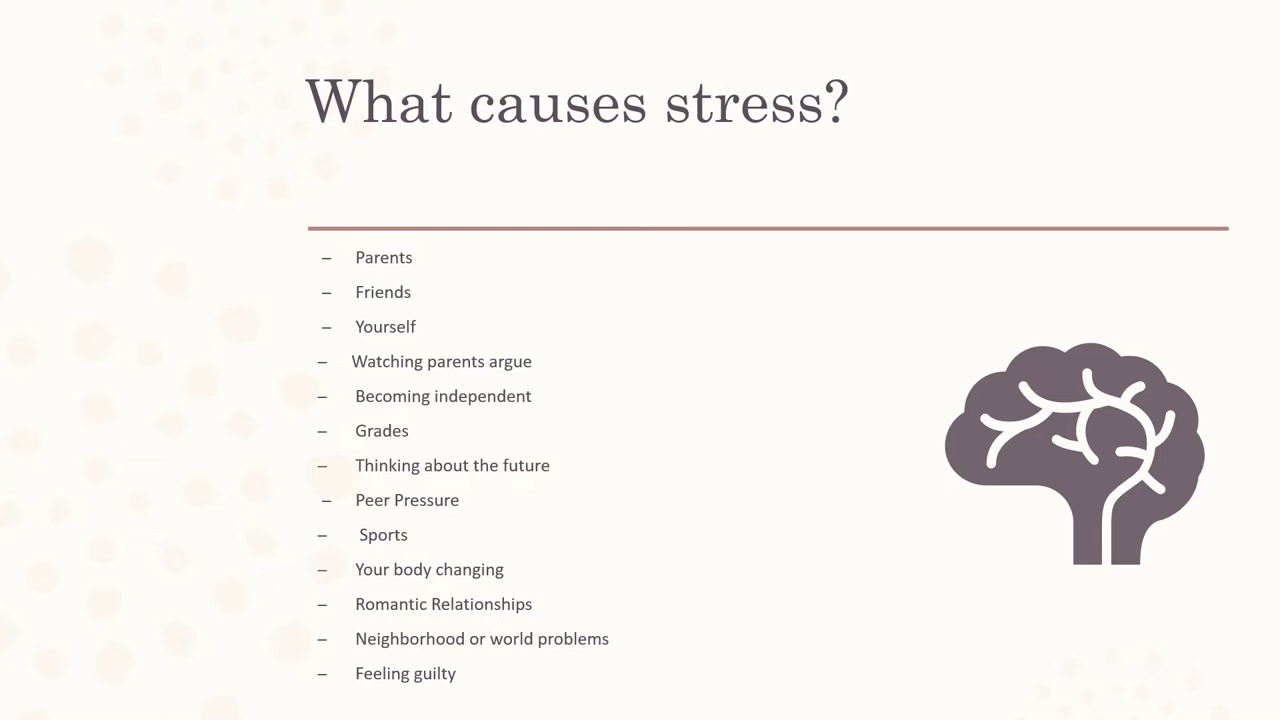 What causes stress?
– Parents
– Friends
– Yourself
– Watching parents argue
– Becoming independent
– Grades
– Thinking about the future
– Peer Pressure
– Sports
– Your body changing
– Romantic Relationships
– Neighborhood or world problems
– Feeling guilty